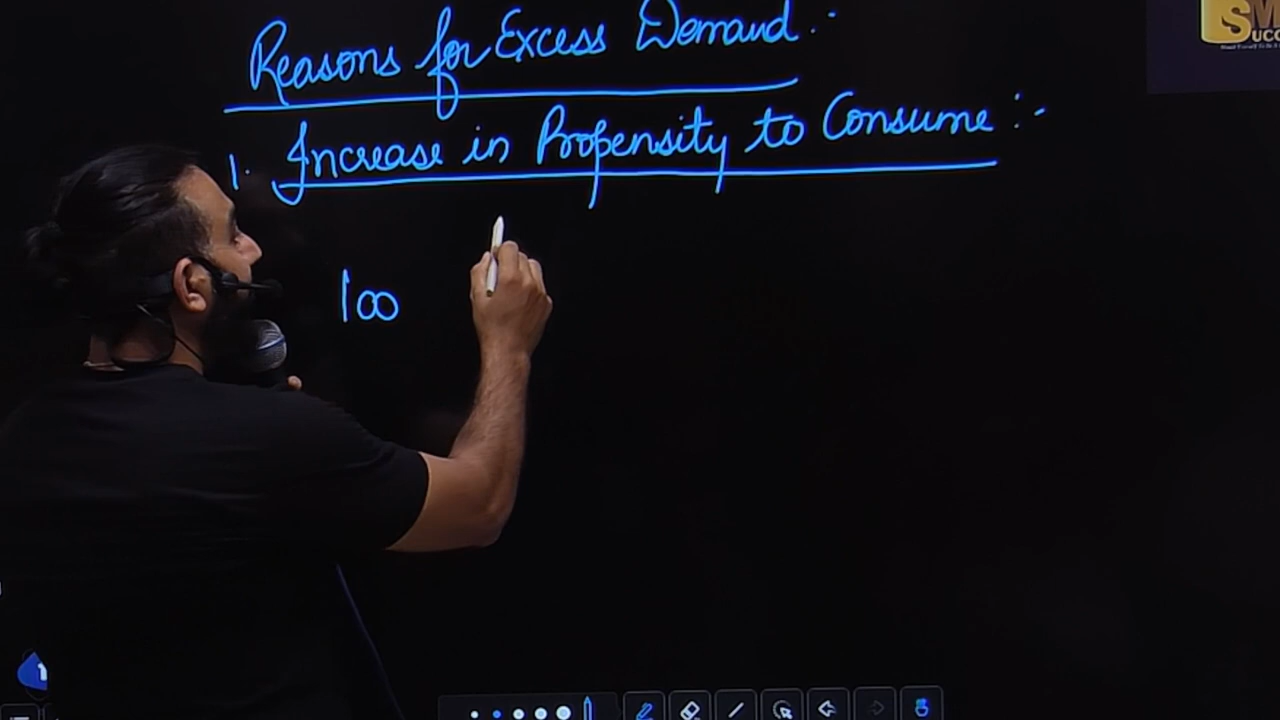 Reasons for Excess Demand :-
1. Increase in Propensity to Consume :-
100